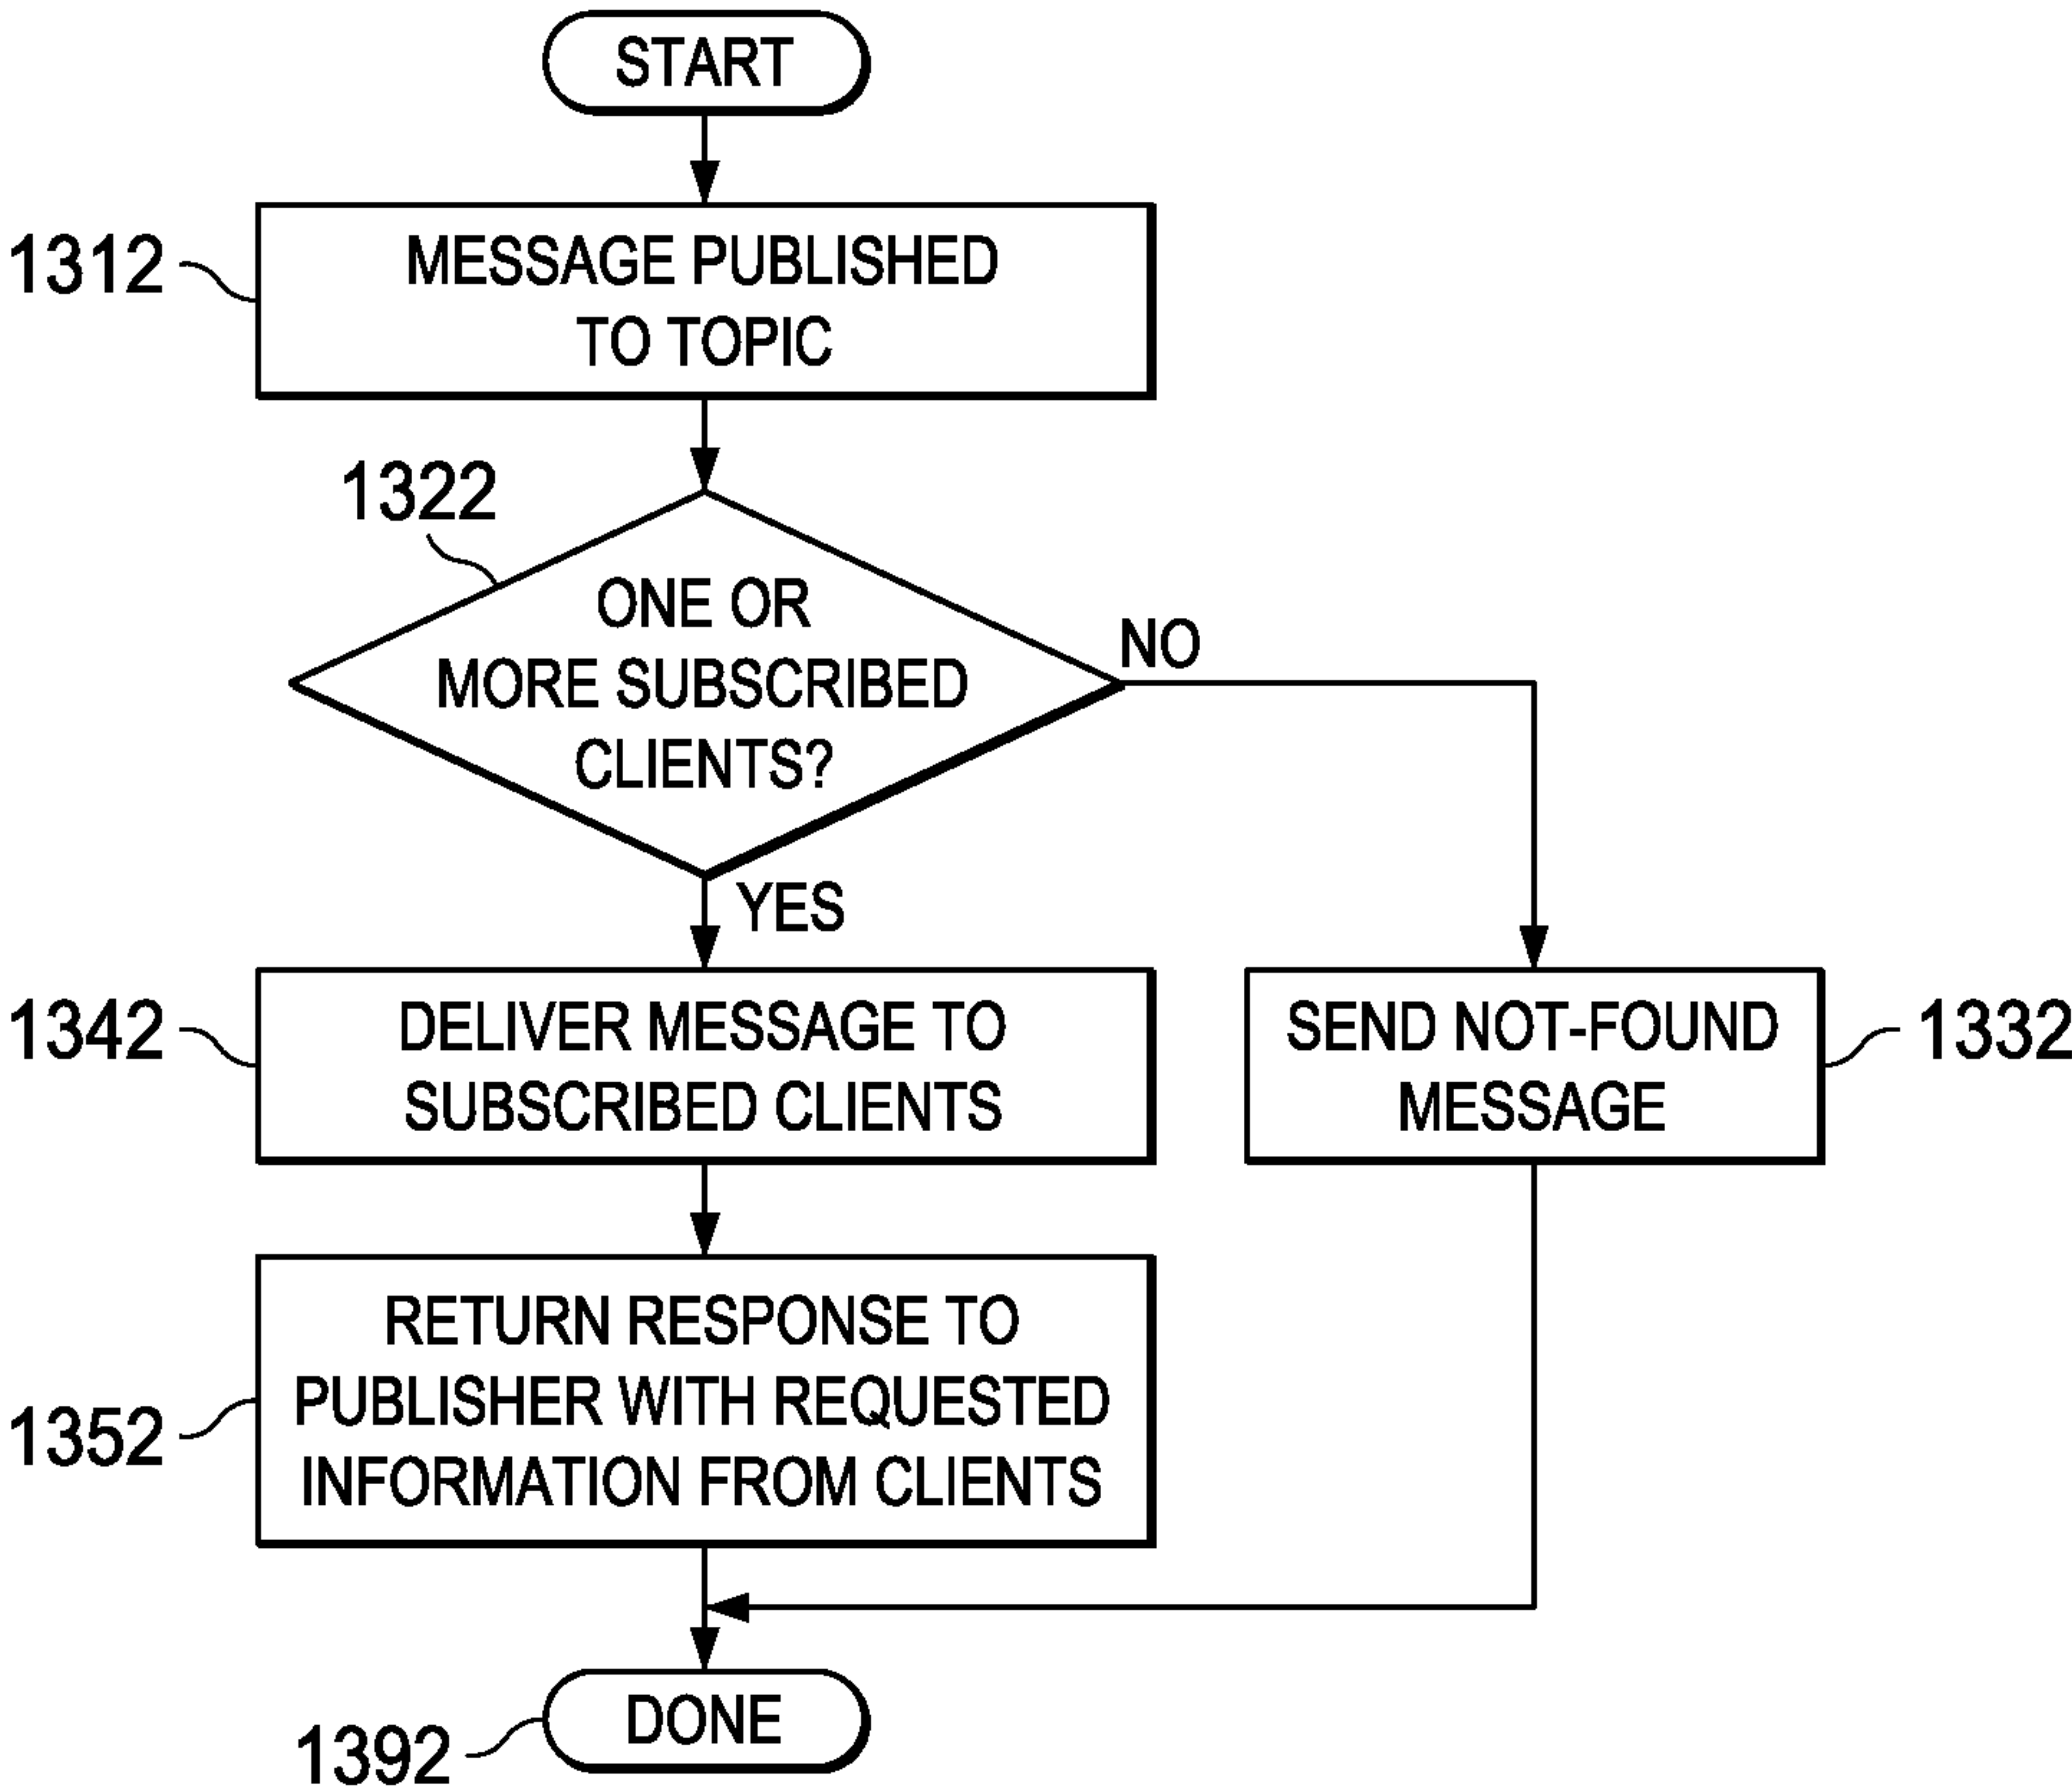 START
1312
MESSAGE PUBLISHED
TO TOPIC
1322
ONE OR
MORE SUBSCRIBED
CLIENTS?
NO
YES
1342
DELIVER MESSAGE TO
SUBSCRIBED CLIENTS
SEND NOT-FOUND
MESSAGE
1332
1352
RETURN RESPONSE TO
PUBLISHER WITH REQUESTED
INFORMATION FROM CLIENTS
DONE
1392